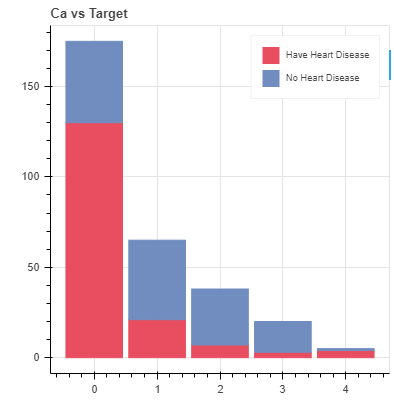 Ca vs Target
Have Heart Disease
No Heart Disease
150
100
50
0
0 1 2 3 4